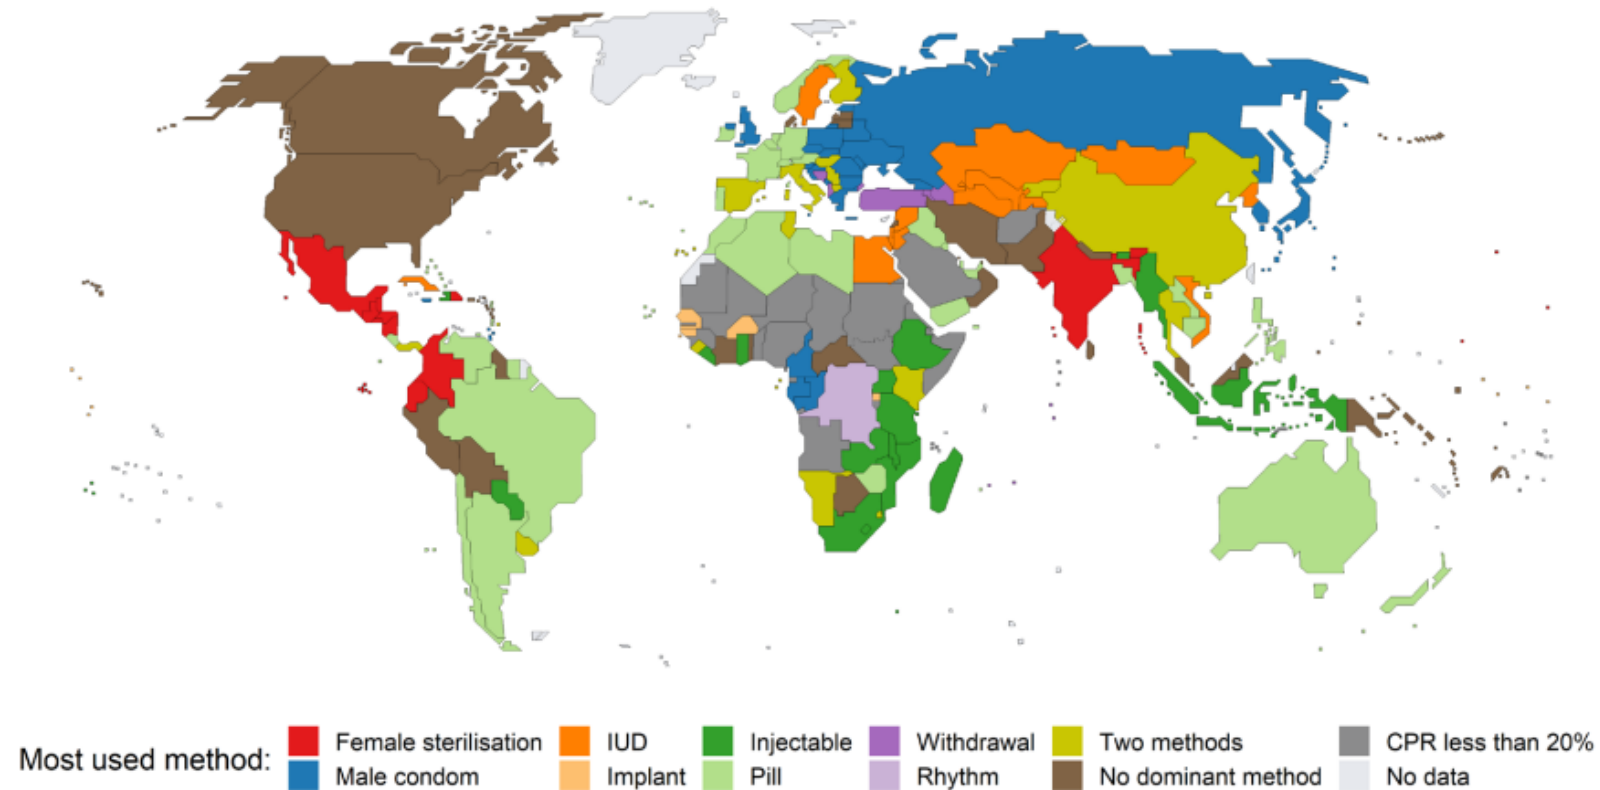 Most used method:
Female sterilisation IUD Injectable Withdrawal Two methods CPR less than 20%
Male condom Implant Pill Rhythm No dominant method No data